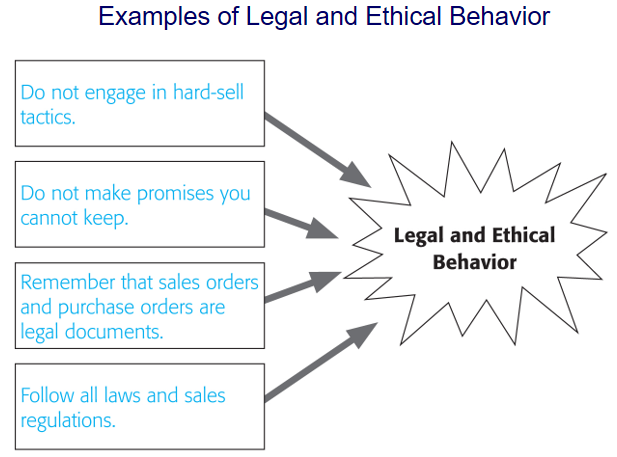 Examples of Legal and Ethical Behavior
Do not engage in hard-sell
tactics.
Do not make promises you
cannot keep.
Remember that sales orders
and purchase orders are
legal documents.
Follow all laws and sales
regulations.
Legal and Ethical
Behavior